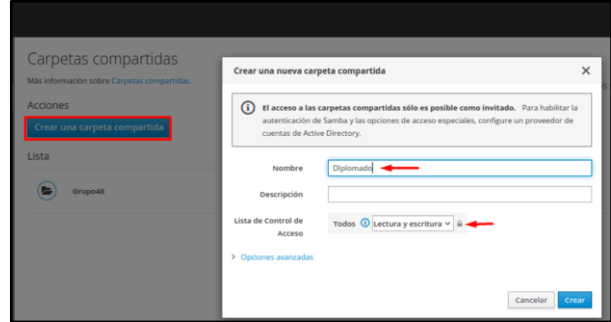 Carpetas compartidas
Más información sobre Carpetas compartidas.
Acciones
Crear una carpeta compartida
Lista
Grupo48
Crear una nueva carpeta compartida
El acceso a las carpetas compartidas sólo es posible como invitado. Para habilitar la
autenticación de Samba y las opciones de acceso especiales, configure un proveedor de
cuentas de Active Directory.
Nombre
Diplomado
Descripción
Lista de Control de
Acceso
Todos Lectura y escritura
> Opciones avanzadas
Cancelar Crear